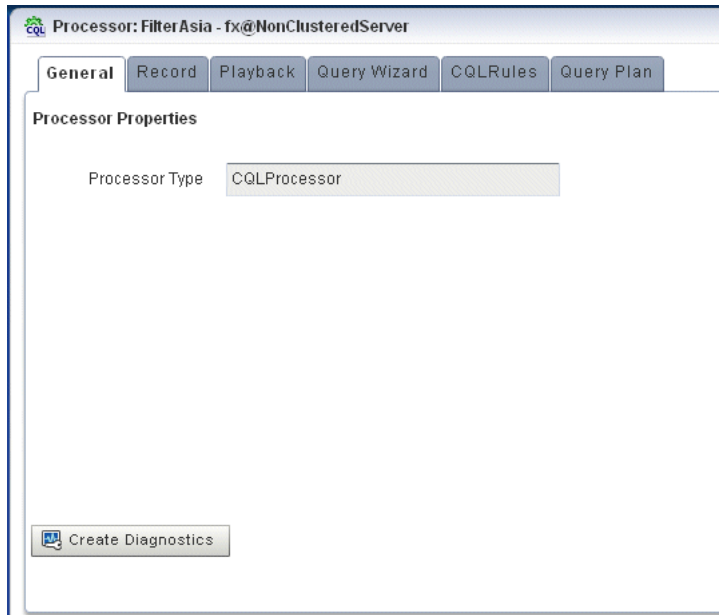 CQL Processor: FilterAsia - fx@NonClusteredServer
General Record Playback Query Wizard CQLRules Query Plan
Processor Properties
Processor Type CQLProcessor
Create Diagnostics